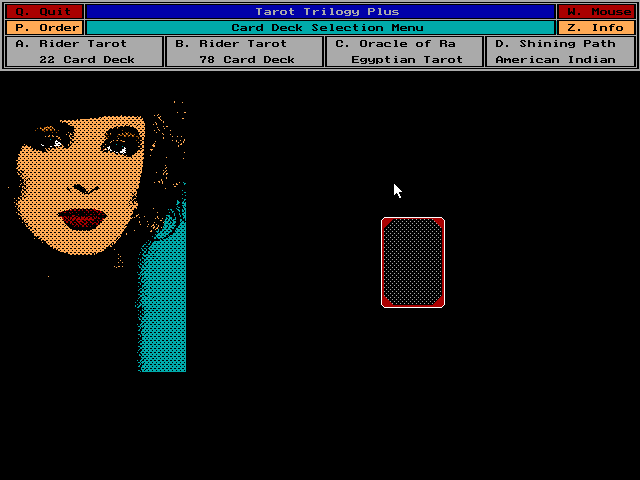 Q. Quit Tarot Trilogy Plus W. Mouse
P. Order Card Deck Selection Menu Z. Info
A. Rider Tarot B. Rider Tarot C. Oracle of Ra D. Shining Path
22 Card Deck 78 Card Deck Egyptian Tarot American Indian